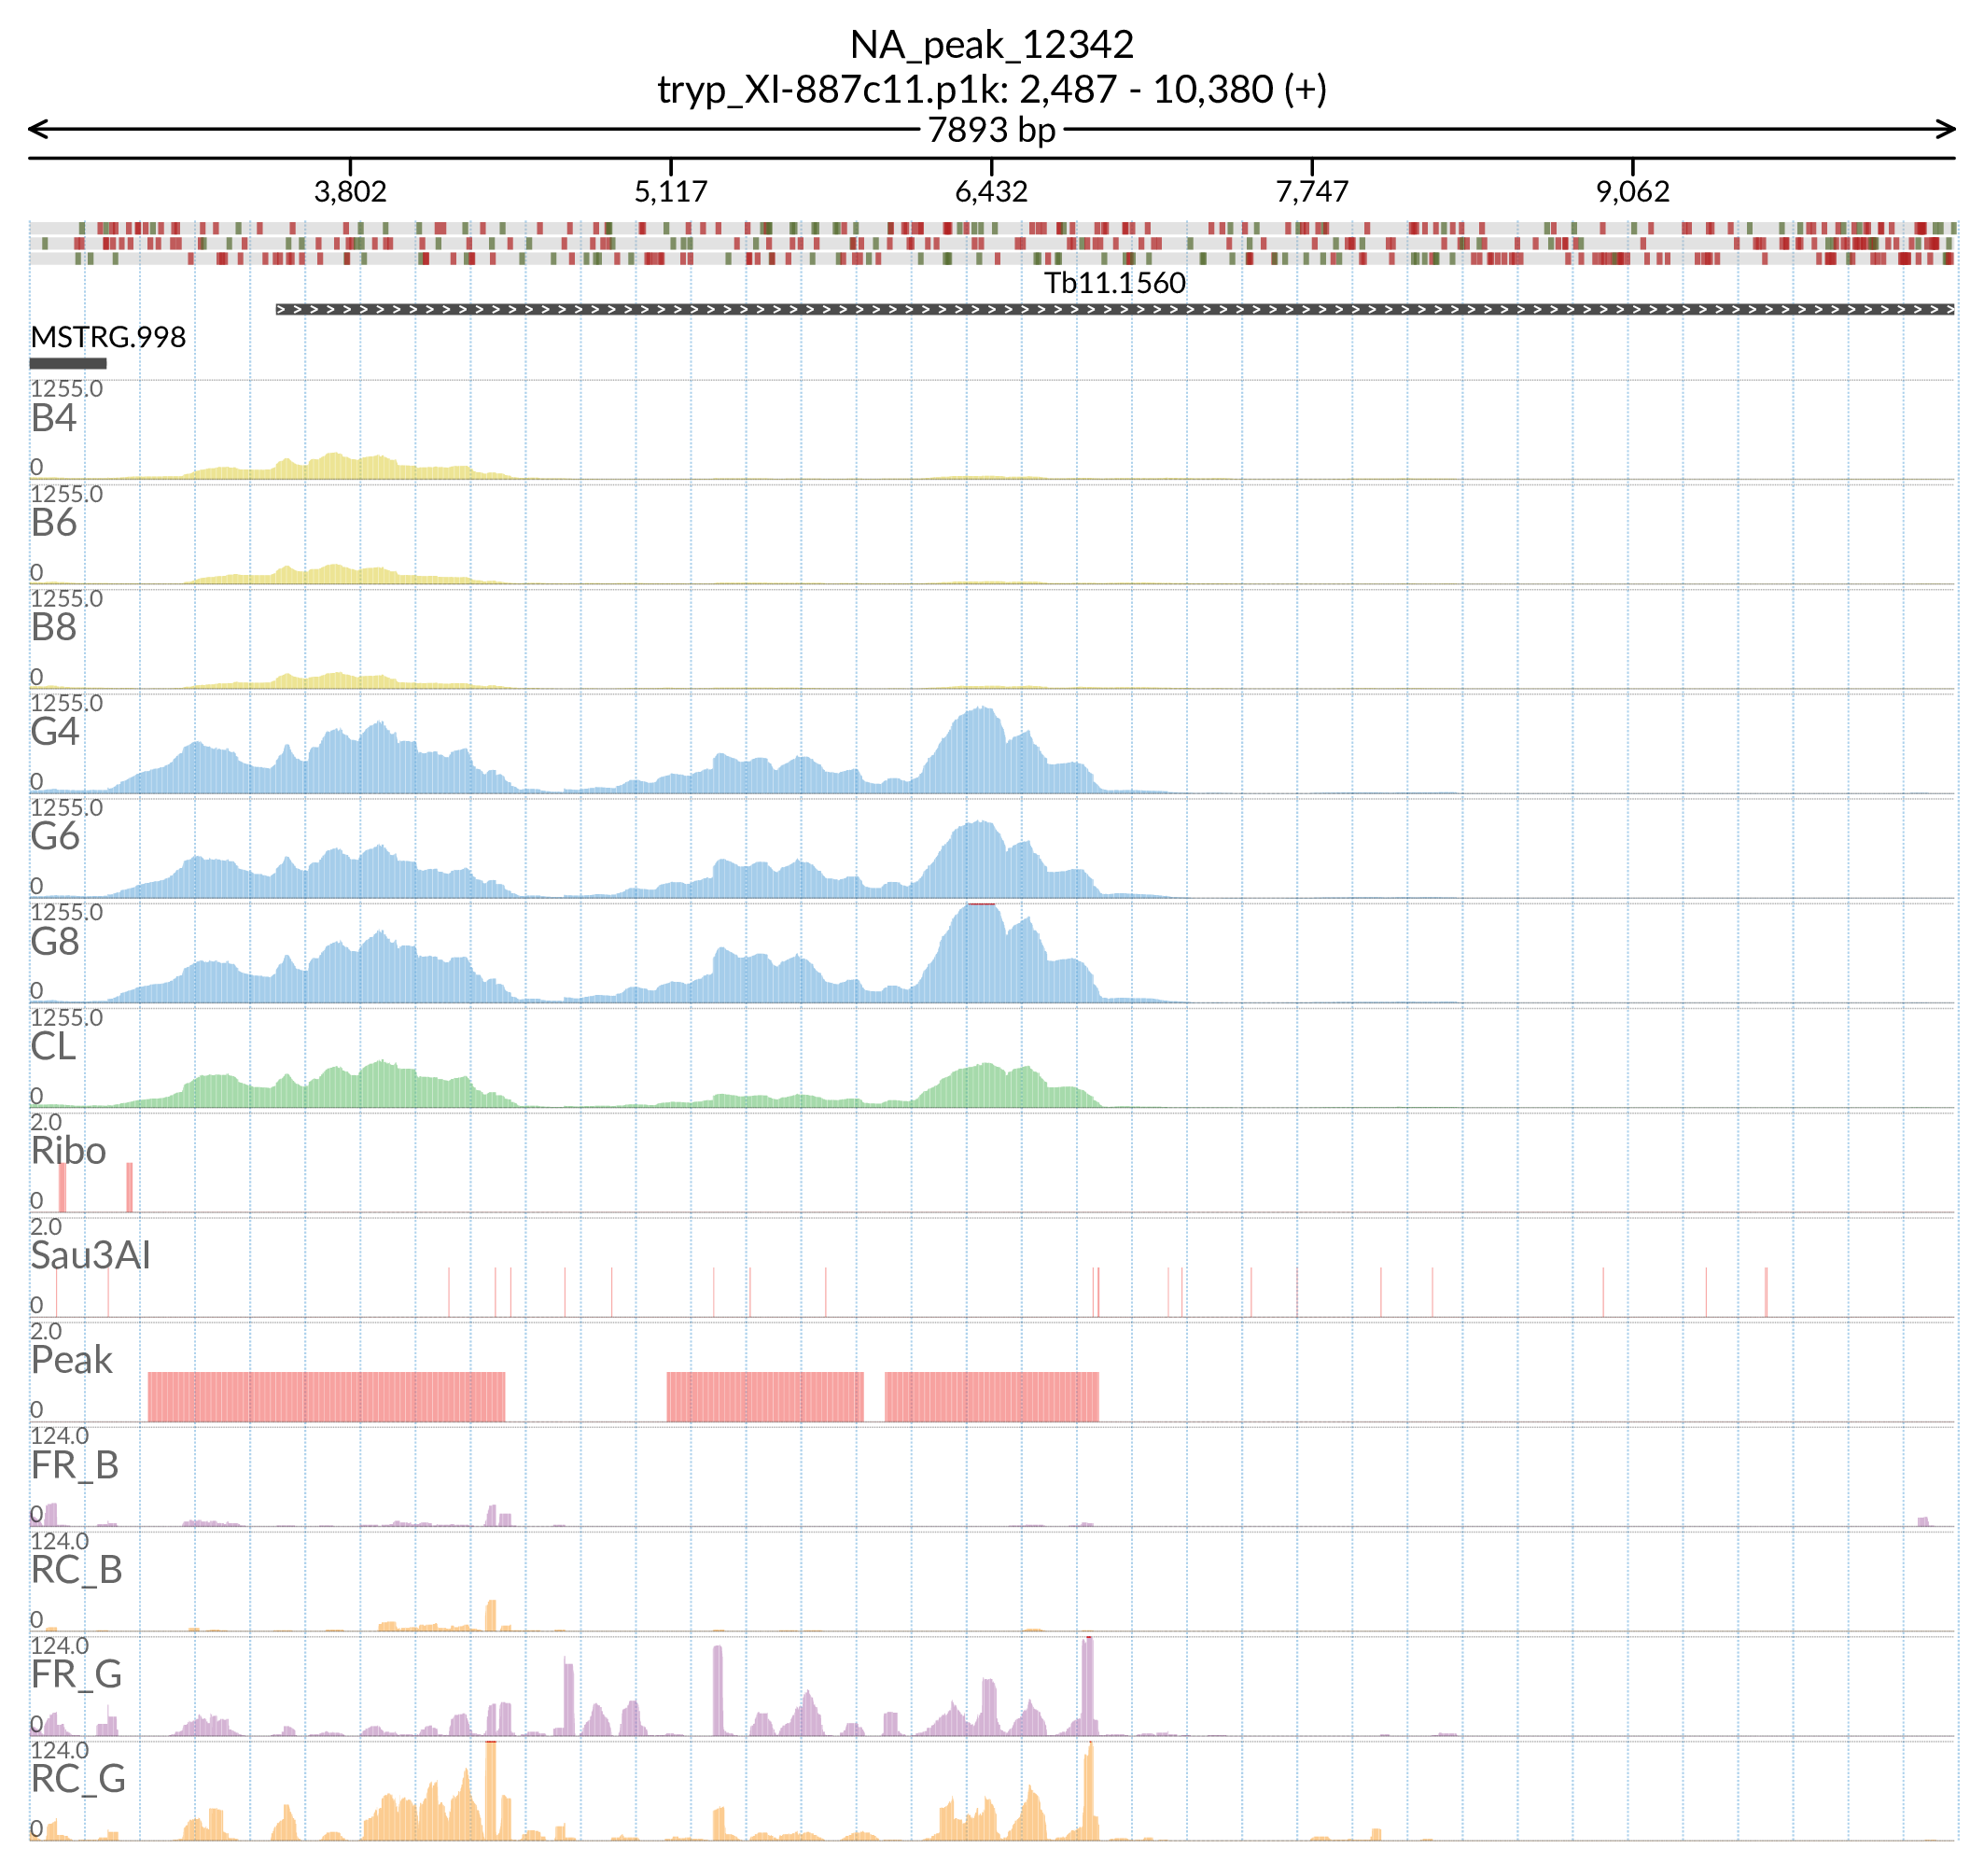 NA_peak_12342
tryp_XI-887c11.p1k: 2,487 - 10,380 (+)
7893 bp
3,802 5,117 6,432 7,747 9,062
Tb11.1560
MSTRG.998
1255.0
B4
0
1255.0
B6
0
1255.0
B8
0
1255.0
G4
0
1255.0
G6
0
1255.0
G8
0
1255.0
CL
0
2.0
Ribo
0
2.0
Sau3AI
0
2.0
Peak
0
124.0
FR_B
0
124.0
RC_B
0
124.0
FR_G
0
124.0
RC_G
0